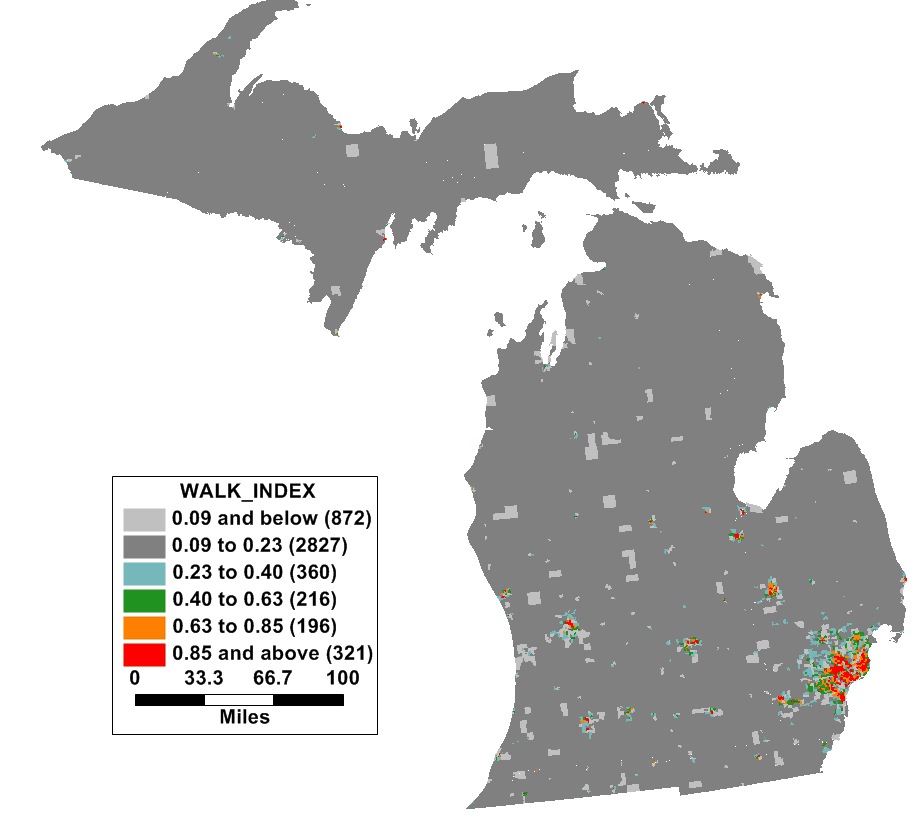 WALK_INDEX
0.09 and below (872)
0.09 to 0.23 (2827)
0.23 to 0.40 (360)
0.40 to 0.63 (216)
0.63 to 0.85 (196)
0.85 and above (321)
0 33.3 66.7 100
Miles